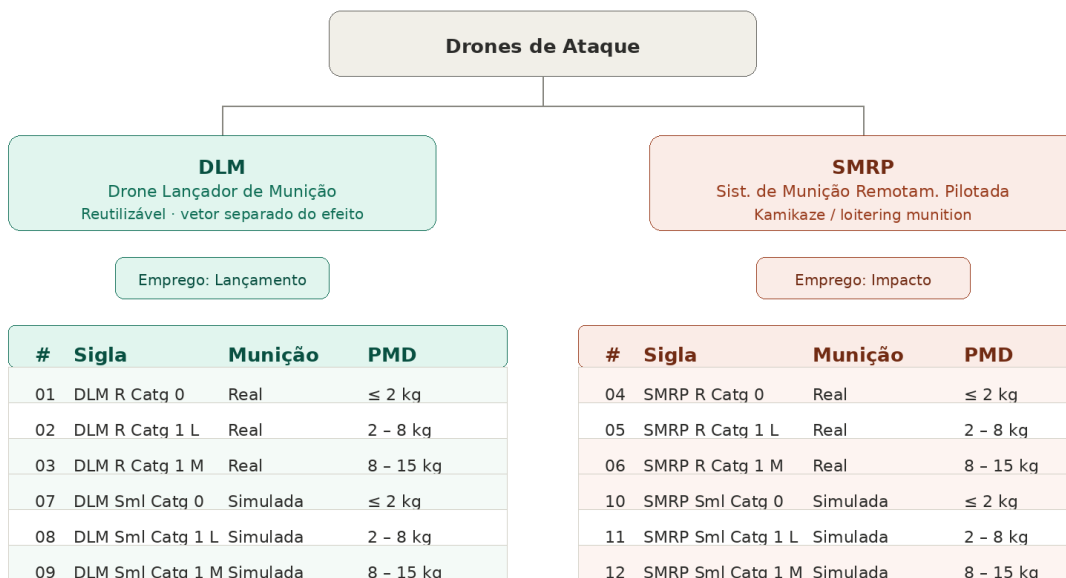 Drones de Ataque
DLM
Drone Lançador de Munição
Reutilizável · vetor separado do efeito
SMRP
Sist. de Munição Remotam. Pilotada
Kamikaze / loitering munition
Emprego: Lançamento
Emprego: Impacto
# Sigla Munição PMD
01 DLM R Catg 0 Real ≤ 2 kg
02 DLM R Catg 1 L Real 2 – 8 kg
03 DLM R Catg 1 M Real 8 – 15 kg
07 DLM Sml Catg 0 Simulada ≤ 2 kg
08 DLM Sml Catg 1 L Simulada 2 – 8 kg
09 DLM Sml Catg 1 M Simulada 8 – 15 kg
# Sigla Munição PMD
04 SMRP R Catg 0 Real ≤ 2 kg
05 SMRP R Catg 1 L Real 2 – 8 kg
06 SMRP R Catg 1 M Real 8 – 15 kg
10 SMRP Sml Catg 0 Simulada ≤ 2 kg
11 SMRP Sml Catg 1 L Simulada 2 – 8 kg
12 SMRP Sml Catg 1 M Simulada 8 – 15 kg